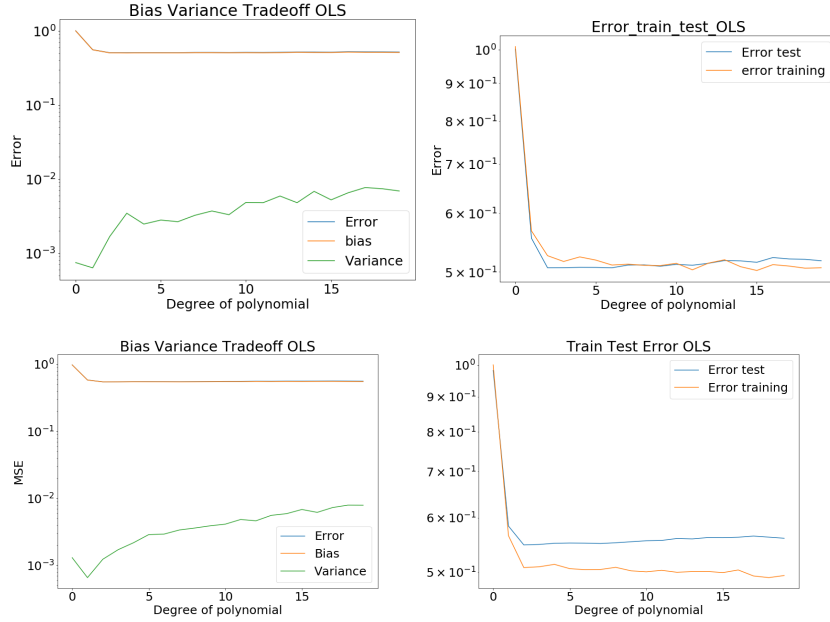 Bias Variance Tradeoff OLS
10^0
10^-1
10^-2
10^-3
Error
0
5
10
15
Degree of polynomial
Error
bias
Variance
Error_train_test_OLS
10^0
9 × 10^-1
8 × 10^-1
7 × 10^-1
6 × 10^-1
5 × 10^-1
Error
0
5
10
15
Degree of polynomial
Error test
error training
Bias Variance Tradeoff OLS
10^0
10^-1
10^-2
10^-3
MSE
0
5
10
15
Degree of polynomial
Error
Bias
Variance
Train Test Error OLS
10^0
9 × 10^-1
8 × 10^-1
7 × 10^-1
6 × 10^-1
5 × 10^-1
0
5
10
15
Degree of polynomial
Error test
Error training